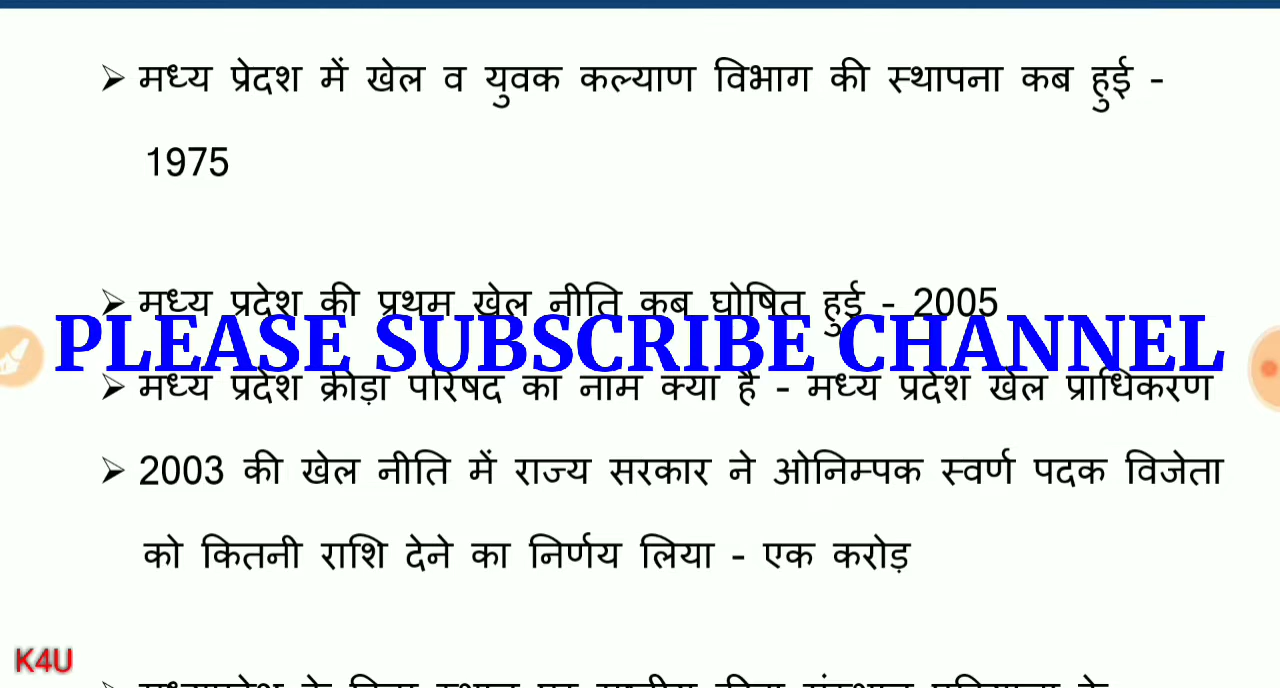 ➢ मध्य प्रेदश में खेल व युवक कल्याण विभाग की स्थापना कब हुई -
1975
➢ मध्य प्रदेश की प्रथम खेल नीति कब घोषित हुई - 2005
PLEASE SUBSCRIBE CHANNEL
➢ मध्य प्रदेश क्रीड़ा परिषद का नाम क्या है - मध्य प्रदेश खेल प्राधिकरण
➢ 2003 की खेल नीति में राज्य सरकार ने ओनिम्पक स्वर्ण पदक विजेता
को कितनी राशि देने का निर्णय लिया - एक करोड़
K4U